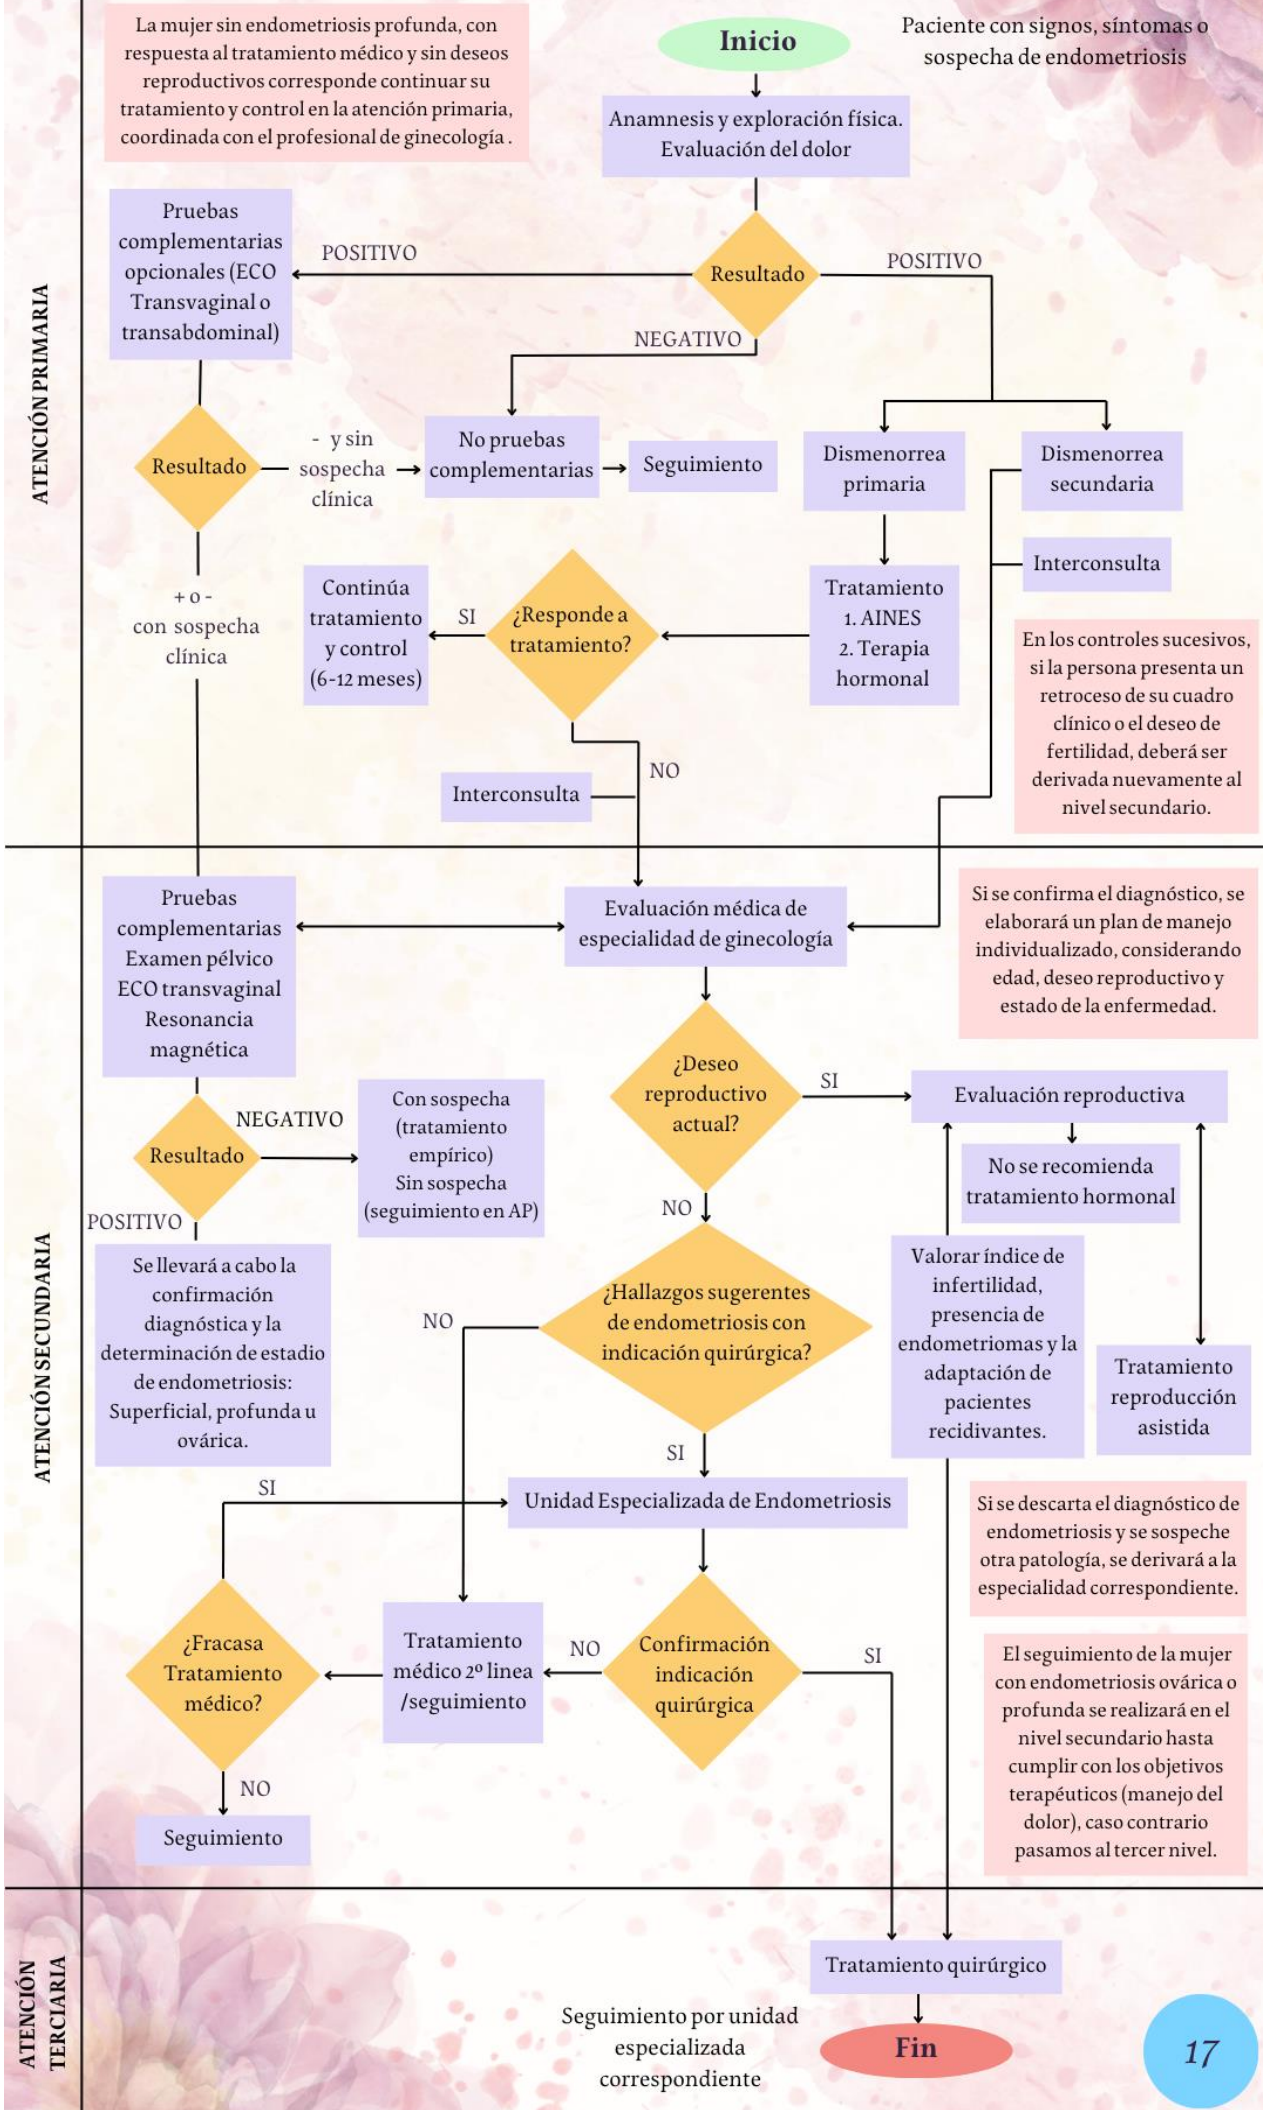 La mujer sin endometriosis profunda, con
respuesta al tratamiento médico y sin deseos
reproductivos corresponde continuar su
tratamiento y control en la atención primaria,
coordinada con el profesional de ginecología .
Inicio
Paciente con signos, síntomas o
sospecha de endometriosis
Anamnesis y exploración física.
Evaluación del dolor
ATENCIÓN PRIMARIA
Pruebas
complementarias
opcionales (ECO
Transvaginal o
transabdominal)
POSITIVO
Resultado
POSITIVO
NEGATIVO
Resultado
- y sin
sospecha
clínica
No pruebas
complementarias
Seguimiento
Dismenorrea
primaria
Dismenorrea
secundaria
Interconsulta
+ o -
con sospecha
clínica
Continúa
tratamiento
y control
(6-12 meses)
SI
¿Responde a
tratamiento?
Tratamiento
1. AINES
2. Terapia
hormonal
En los controles sucesivos,
si la persona presenta un
retroceso de su cuadro
clínico o el deseo de
fertilidad, deberá ser
derivada nuevamente al
nivel secundario.
NO
Interconsulta
ATENCIÓN SECUNDARIA
Pruebas
complementarias
Examen pélvico
ECO transvaginal
Resonancia
magnética
Evaluación médica de
especialidad de ginecología
Si se confirma el diagnóstico, se
elaborará un plan de manejo
individualizado, considerando
edad, deseo reproductivo y
estado de la enfermedad.
¿Deseo
reproductivo
actual?
SI
Evaluación reproductiva
NEGATIVO
Resultado
Con sospecha
(tratamiento
empírico)
Sin sospecha
(seguimiento en AP)
No se recomienda
tratamiento hormonal
POSITIVO
NO
Se llevará a cabo la
confirmación
diagnóstica y la
determinación de estadio
de endometriosis:
Superficial, profunda u
ovárica.
NO
¿Hallazgos sugerentes
de endometriosis con
indicación quirúrgica?
Valorar índice de
infertilidad,
presencia de
endometriomas y la
adaptación de
pacientes
recidivantes.
Tratamiento
reproducción
asistida
SI
SI
Unidad Especializada de Endometriosis
Si se descarta el diagnóstico de
endometriosis y se sospeche
otra patología, se derivará a la
especialidad correspondiente.
¿Fracasa
Tratamiento
médico?
Tratamiento
médico 2º linea
/seguimiento
NO
Confirmación
indicación
quirúrgica
SI
El seguimiento de la mujer
con endometriosis ovárica o
profunda se realizará en el
nivel secundario hasta
cumplir con los objetivos
terapéuticos (manejo del
dolor), caso contrario
pasamos al tercer nivel.
NO
Seguimiento
ATENCIÓN
TERCIARIA
Tratamiento quirúrgico
Seguimiento por unidad
especializada
correspondiente
Fin
17